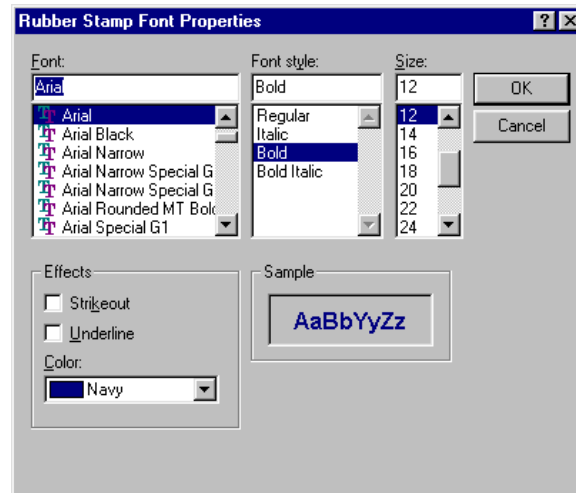 Rubber Stamp Font Properties
Font:
Arial
Arial
Arial Black
Arial Narrow
Arial Narrow Special G
Arial Narrow Special G
Arial Rounded MT Bold
Arial Special G1
Font style:
Bold
Regular
Italic
Bold
Bold Italic
Size:
12
12
14
16
18
20
22
24
OK
Cancel
Effects
Strikeout
Underline
Color:
Navy
Sample
AaBbYyZz